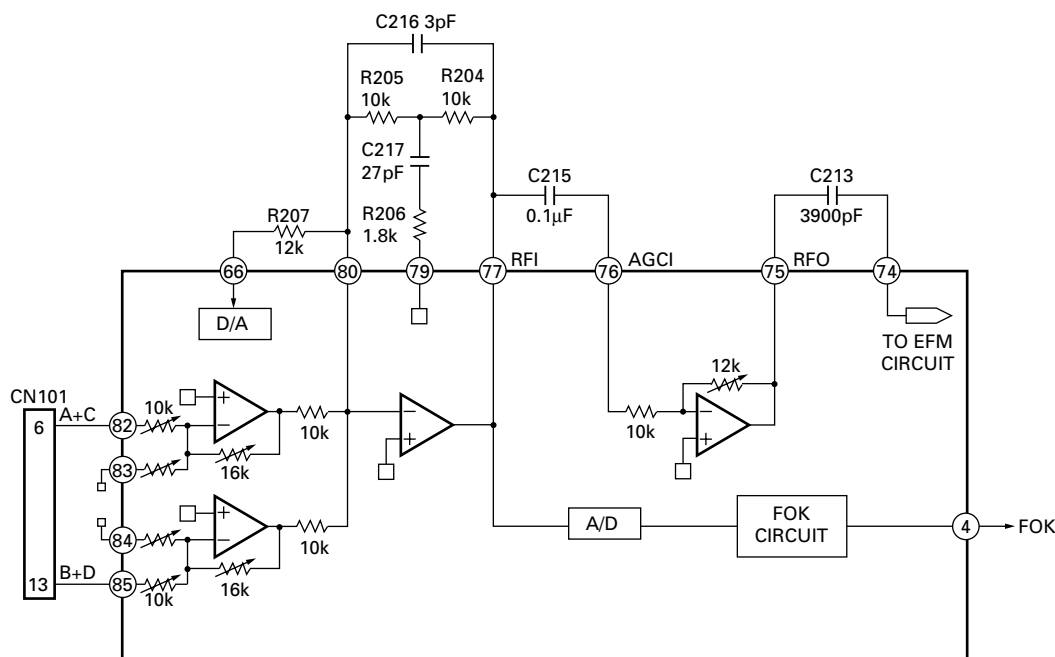 C216 3pF
R205
10k
R204
10k
C217
27pF
C215
0.1µF
C213
3900pF
R207
12k
R206
1.8k
66
80
79
77
RFI
76
AGCI
75
RFO
74
D/A
TO EFM
CIRCUIT
12k
CN101
6
A+C
82
10k
+
−
10k
−
+
10k
−
+
83
16k
84
+
−
10k
A/D
FOK
CIRCUIT
4
FOK
13
B+D
85
10k
16k